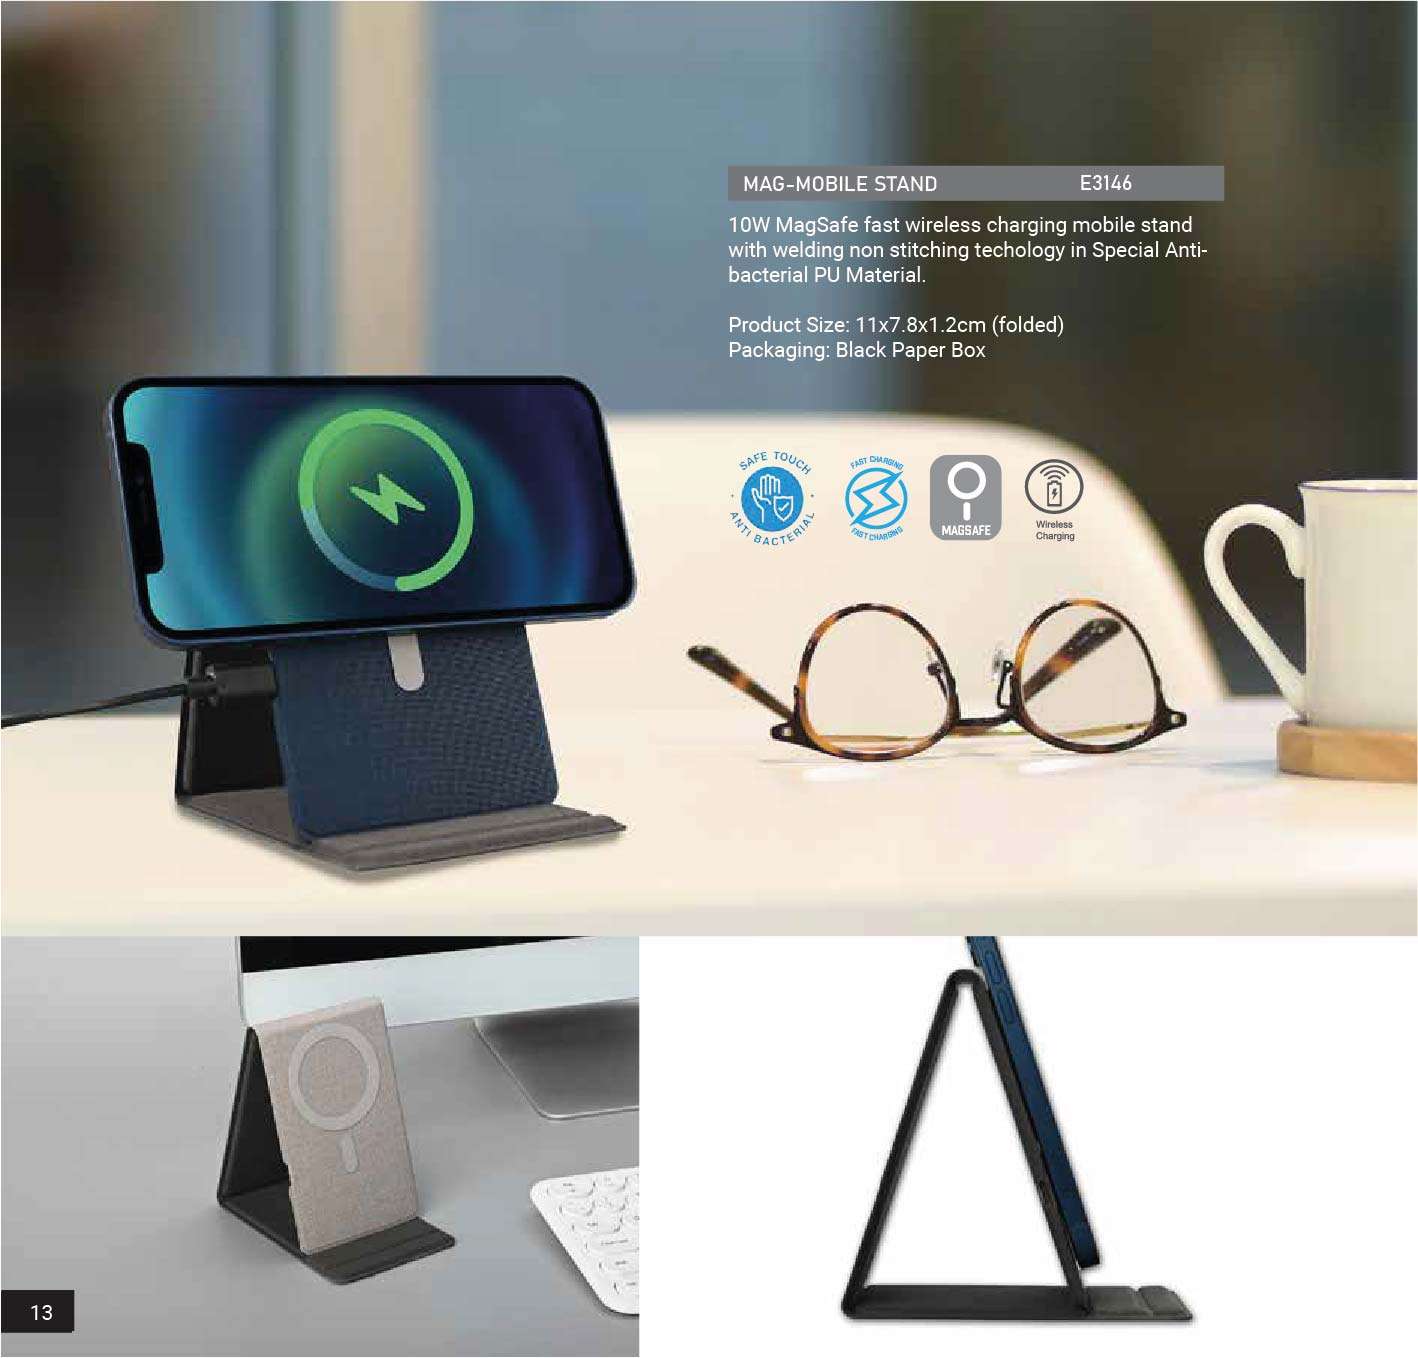 MAG-MOBILE STAND E3146
10W MagSafe fast wireless charging mobile stand
with welding non stitching techology in Special Anti-
bacterial PU Material.
Product Size: 11x7.8x1.2cm (folded)
Packaging: Black Paper Box
SAFE TOUCH
ANTI BACTERIAL
FAST CHARGING
FAST CHARGING
MAGSAFE
Wireless
Charging
13